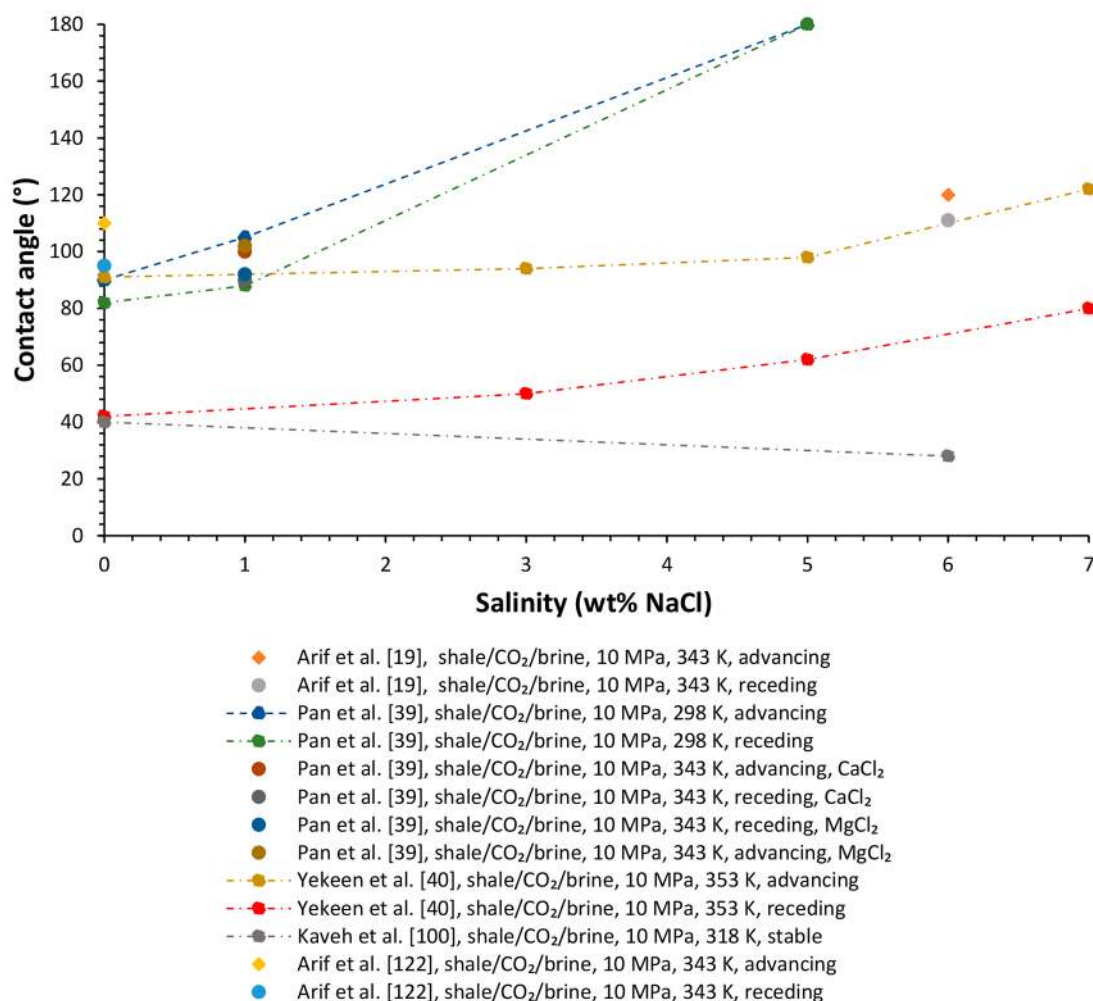 180
160
140
120
100
80
60
40
20
0
Contact angle (°)
0 1 2 3 4 5 6 7
Salinity (wt% NaCl)
Arif et al. [19], shale/CO₂/brine, 10 MPa, 343 K, advancing
Arif et al. [19], shale/CO₂/brine, 10 MPa, 343 K, receding
Pan et al. [39], shale/CO₂/brine, 10 MPa, 298 K, advancing
Pan et al. [39], shale/CO₂/brine, 10 MPa, 298 K, receding
Pan et al. [39], shale/CO₂/brine, 10 MPa, 343 K, advancing, CaCl₂
Pan et al. [39], shale/CO₂/brine, 10 MPa, 343 K, receding, CaCl₂
Pan et al. [39], shale/CO₂/brine, 10 MPa, 343 K, receding, MgCl₂
Pan et al. [39], shale/CO₂/brine, 10 MPa, 343 K, advancing, MgCl₂
Yekeen et al. [40], shale/CO₂/brine, 10 MPa, 353 K, advancing
Yekeen et al. [40], shale/CO₂/brine, 10 MPa, 353 K, receding
Kaveh et al. [100], shale/CO₂/brine, 10 MPa, 318 K, stable
Arif et al. [122], shale/CO₂/brine, 10 MPa, 343 K, advancing
Arif et al. [122], shale/CO₂/brine, 10 MPa, 343 K, receding